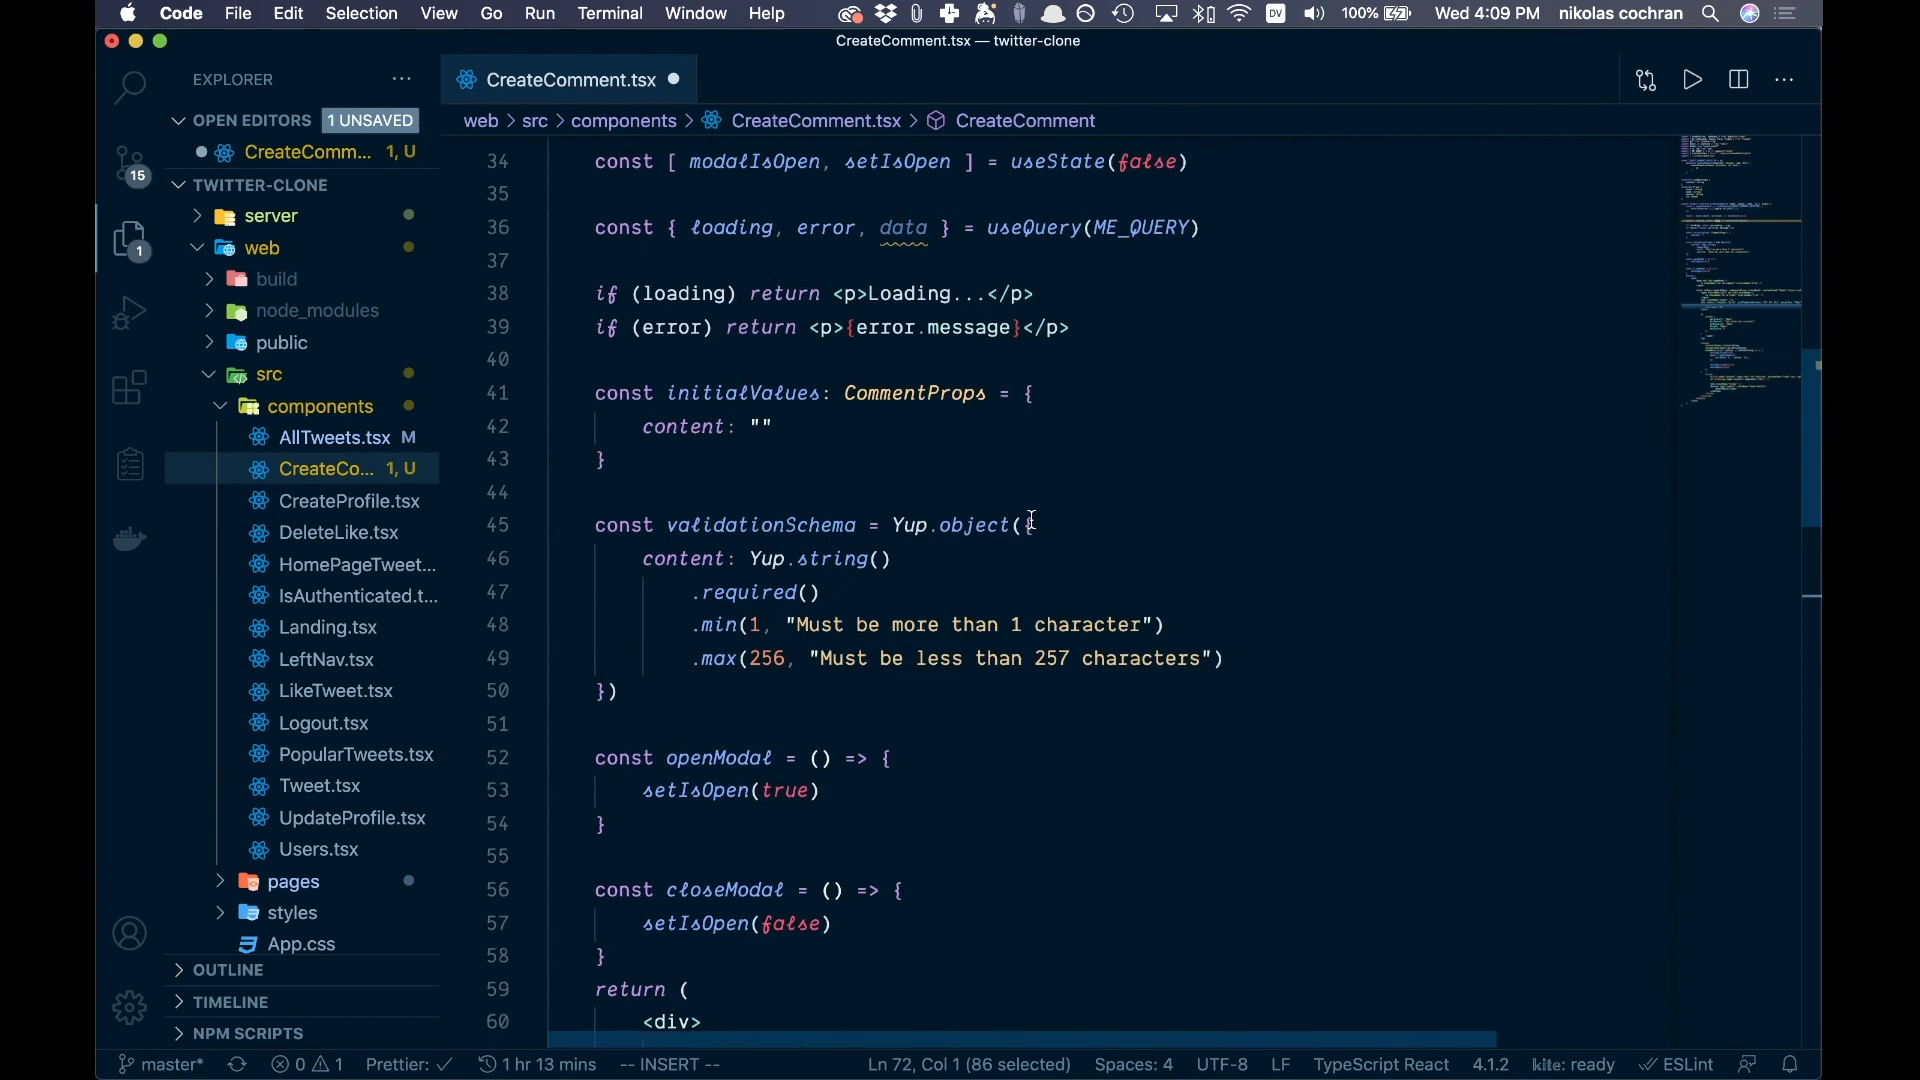 Code File Edit Selection View Go Run Terminal Window Help DV 100% Wed 4:09 PM nikolas cochran
CreateComment.tsx — twitter-clone
EXPLORER
CreateComment.tsx
OPEN EDITORS 1 UNSAVED
web > src > components > CreateComment.tsx > CreateComment
CreateComm... 1, U
TWITTER-CLONE
server
web
build
node_modules
public
src
components
AllTweets.tsx M
CreateCo... 1, U
CreateProfile.tsx
DeleteLike.tsx
HomePageTweet...
IsAuthenticated.t...
Landing.tsx
LeftNav.tsx
LikeTweet.tsx
Logout.tsx
PopularTweets.tsx
Tweet.tsx
UpdateProfile.tsx
Users.tsx
pages
styles
App.css
OUTLINE
TIMELINE
NPM SCRIPTS
15
1
34 const [ modalIsOpen, setIsOpen ] = useState(false)
35
36 const { loading, error, data } = useQuery(ME_QUERY)
37
38 if (loading) return <p>Loading...</p>
39 if (error) return <p>{error.message}</p>
40
41 const initialValues: CommentProps = {
42 content: ""
43 }
44
45 const validationSchema = Yup.object({
46 content: Yup.string()
47 .required()
48 .min(1, "Must be more than 1 character")
49 .max(256, "Must be less than 257 characters")
50 })
51
52 const openModal = () => {
53 setIsOpen(true)
54 }
55
56 const closeModal = () => {
57 setIsOpen(false)
58 }
59 return (
60 <div>
master* 0 1 Prettier: ✓ 1 hr 13 mins -- INSERT -- Ln 72, Col 1 (86 selected) Spaces: 4 UTF-8 LF TypeScript React 4.1.2 kite: ready ESLint